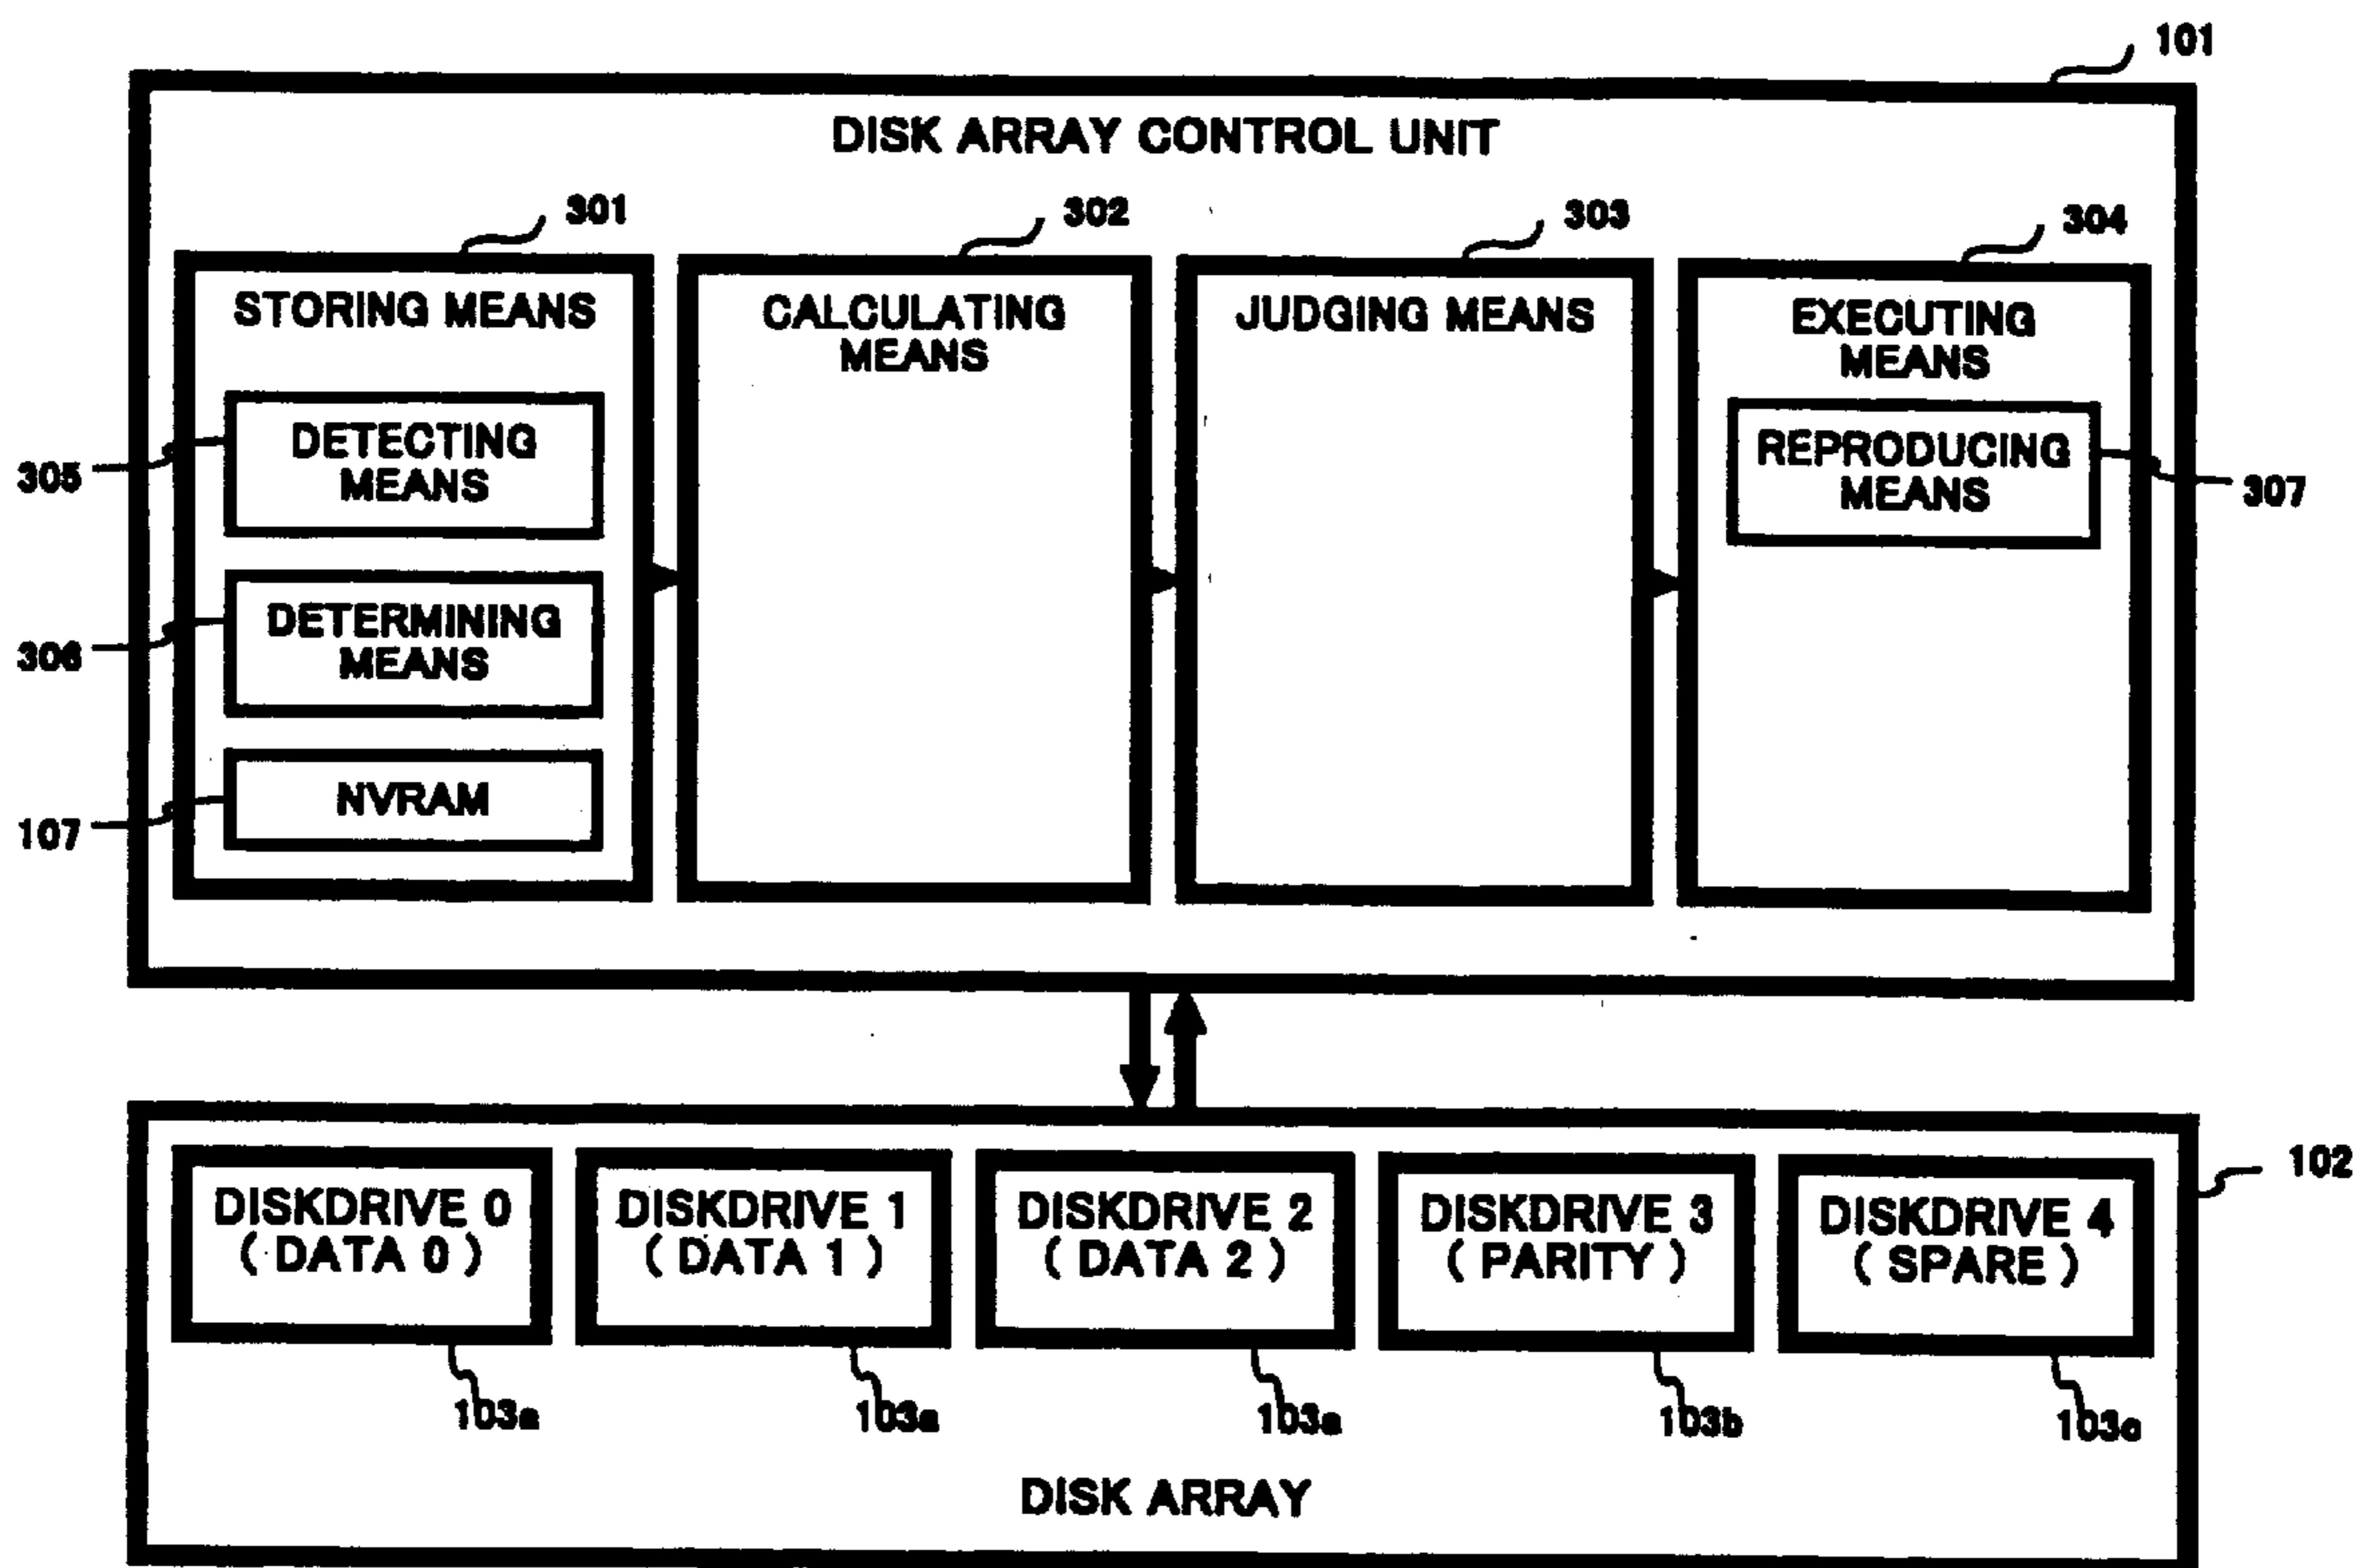 101
DISK ARRAY CONTROL UNIT
301
302
303
304
STORING MEANS
CALCULATING
MEANS
JUDGING MEANS
EXECUTING
MEANS
DETECTING
MEANS
305
REPRODUCING
MEANS
307
DETERMINING
MEANS
306
NVRAM
107
102
DISKDRIVE 0
( DATA 0 )
DISKDRIVE 1
( DATA 1 )
DISKDRIVE 2
( DATA 2 )
DISKDRIVE 3
( PARITY )
DISKDRIVE 4
( SPARE )
103a
103a
103a
103b
103c
DISK ARRAY